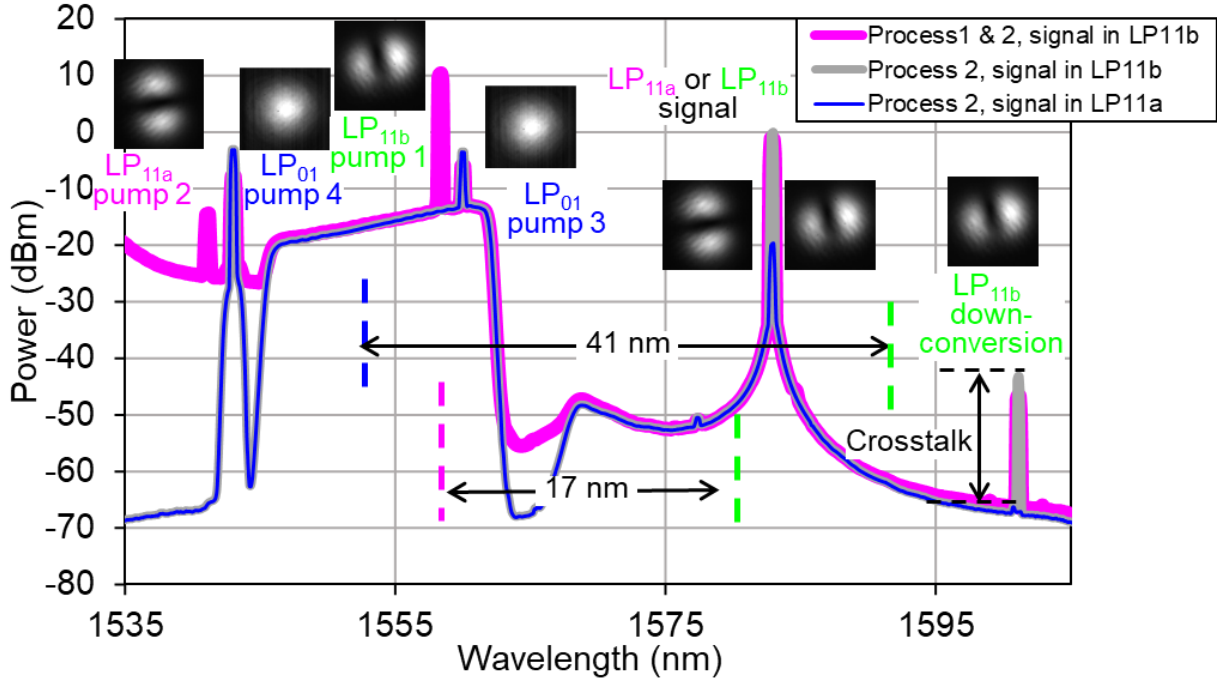 20
10
0
-10
-20
-30
-40
-50
-60
-70
-80
Power (dBm)
1535
1555
1575
1595
Wavelength (nm)
Process1 & 2, signal in LP11b
Process 2, signal in LP11b
Process 2, signal in LP11a
LP11a
pump 2
LP01
pump 4
LP11b
pump 1
LP01
pump 3
LP11a or LP11b
signal
LP11b
down-
conversion
41 nm
17 nm
Crosstalk